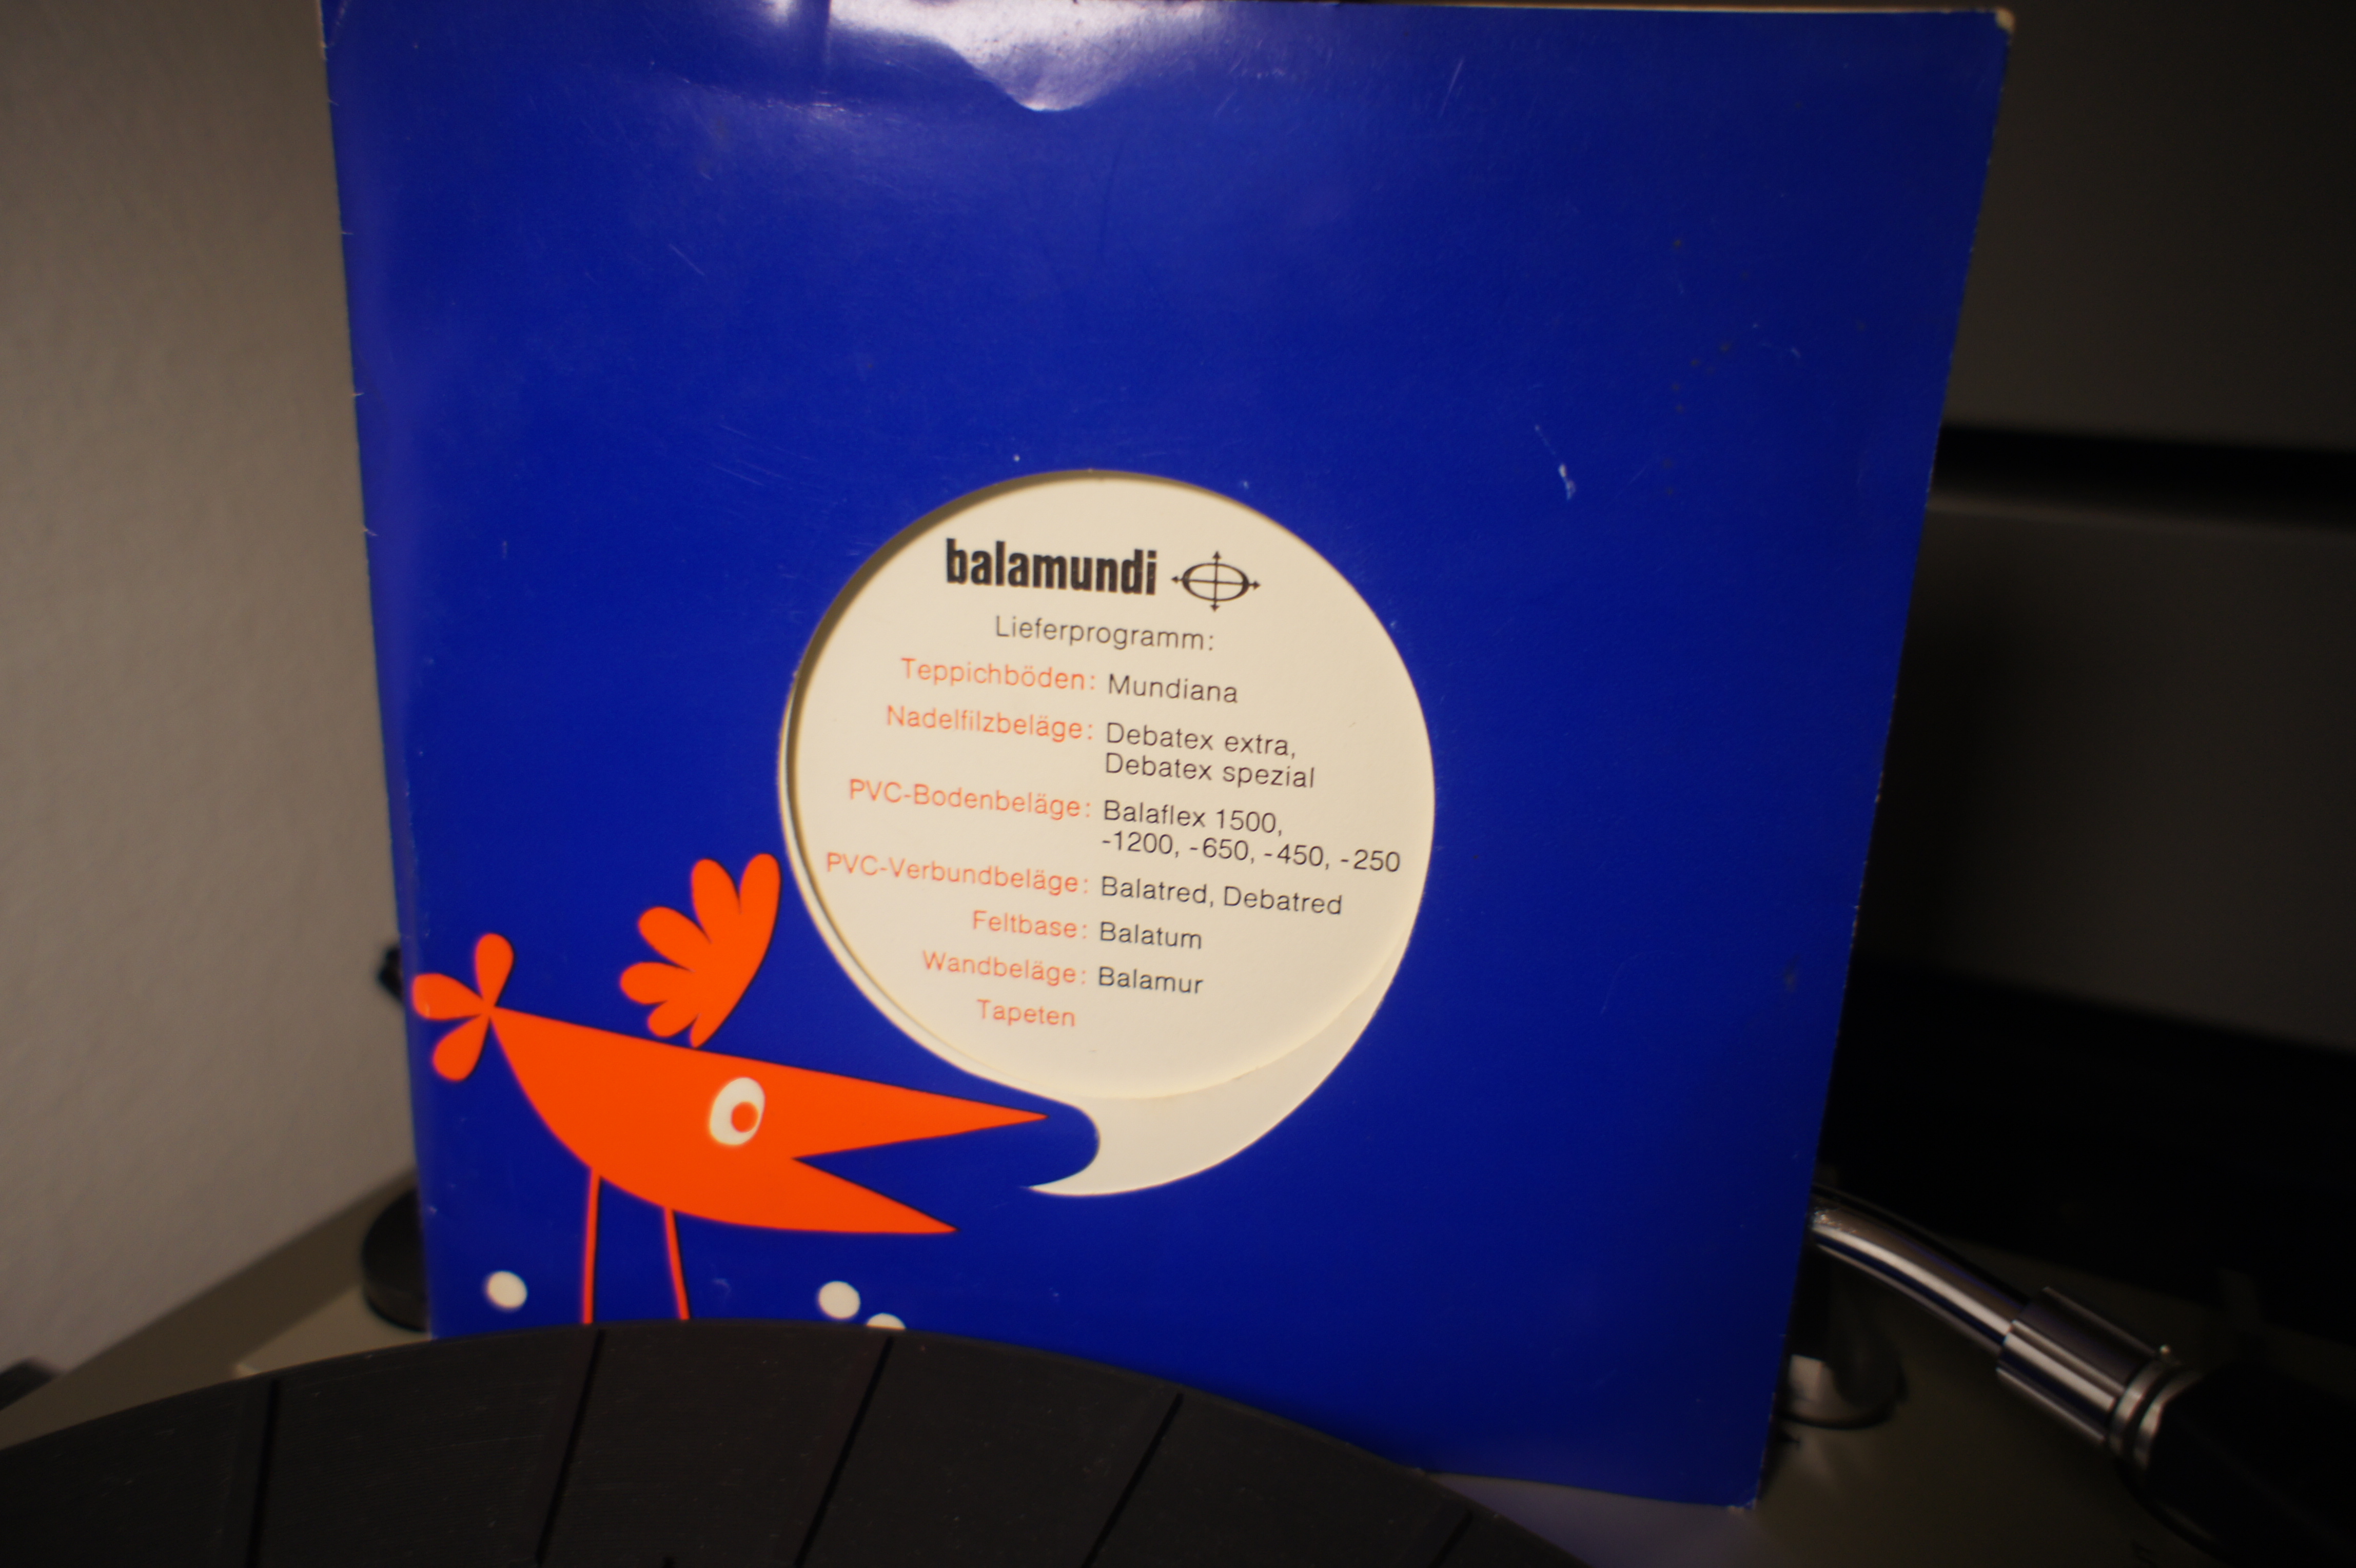 balamundi
Lieferprogramm:
Teppichböden: Mundiana
Nadelfilzbeläge: Debatex extra,
Debatex spezial
PVC-Bodenbeläge: Balaflex 1500,
-1200, -650, -450, -250
PVC-Verbundbeläge: Balatred, Debatred
Feltbase: Balatum
Wandbeläge: Balamur
Tapeten